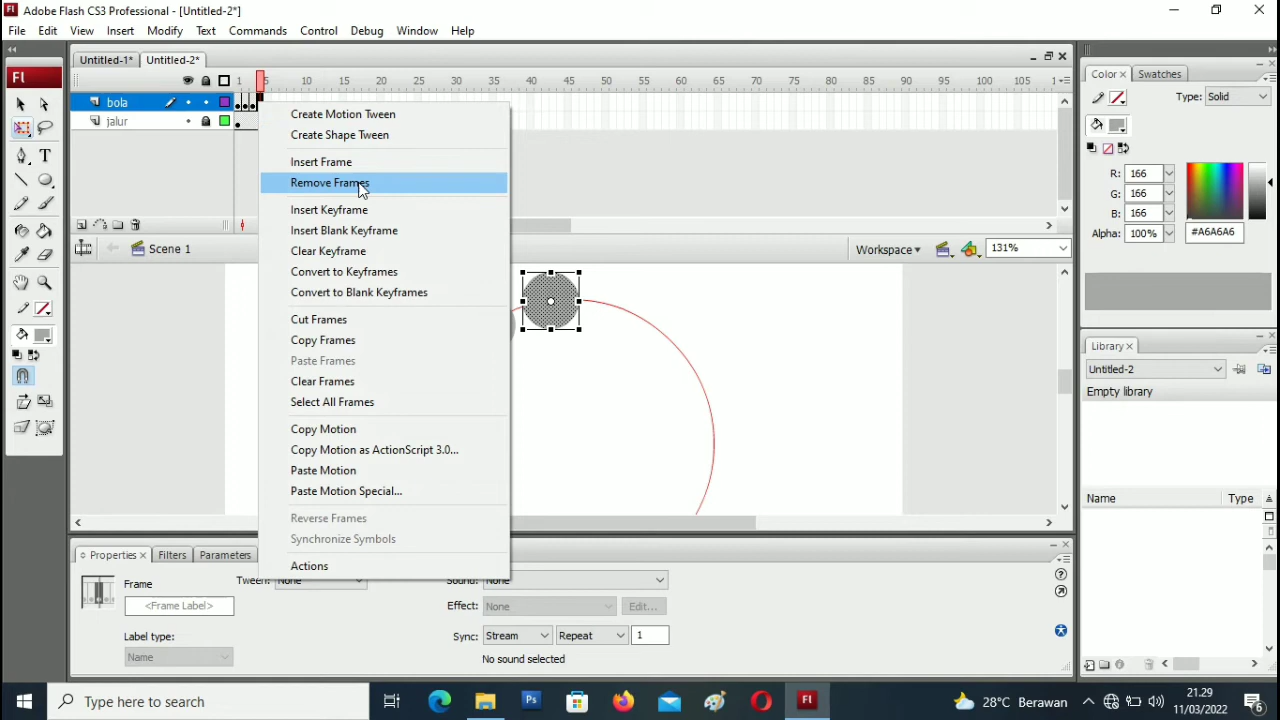 Adobe Flash CS3 Professional - [Untitled-2*]
File Edit View Insert Modify Text Commands Control Debug Window Help
Untitled-1* Untitled-2*
1 5 10 15 20 25 30 35 40 45 50 55 60 65 70 75 80 85 90 95 100 105
bola
jalur
Create Motion Tween
Create Shape Tween
Insert Frame
Remove Frames
Insert Keyframe
Insert Blank Keyframe
Clear Keyframe
Convert to Keyframes
Convert to Blank Keyframes
Cut Frames
Copy Frames
Paste Frames
Clear Frames
Select All Frames
Copy Motion
Copy Motion as ActionScript 3.0...
Paste Motion
Paste Motion Special...
Reverse Frames
Synchronize Symbols
Actions
Scene 1
Workspace
131%
Fl
Color Swatches
Type: Solid
R: 166
G: 166
B: 166
Alpha: 100%
#A6A6A6
Library
Untitled-2
Empty library
Name Type
Properties Filters Parameters
Frame
<Frame Label>
Label type:
Name
Tween: None
Sound: None
Effect: None Edit...
Sync: Stream Repeat 1
No sound selected
Type here to search
28°C Berawan
21.29
11/03/2022
6